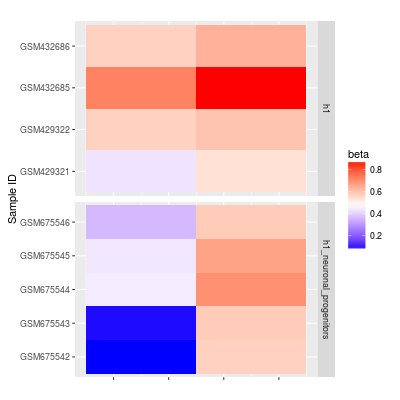 GSM432686
GSM432685
GSM429322
GSM429321
h1
GSM675546
GSM675545
GSM675544
GSM675543
GSM675542
h1_neuronal_progenitors
Sample ID
beta
0.8
0.6
0.4
0.2